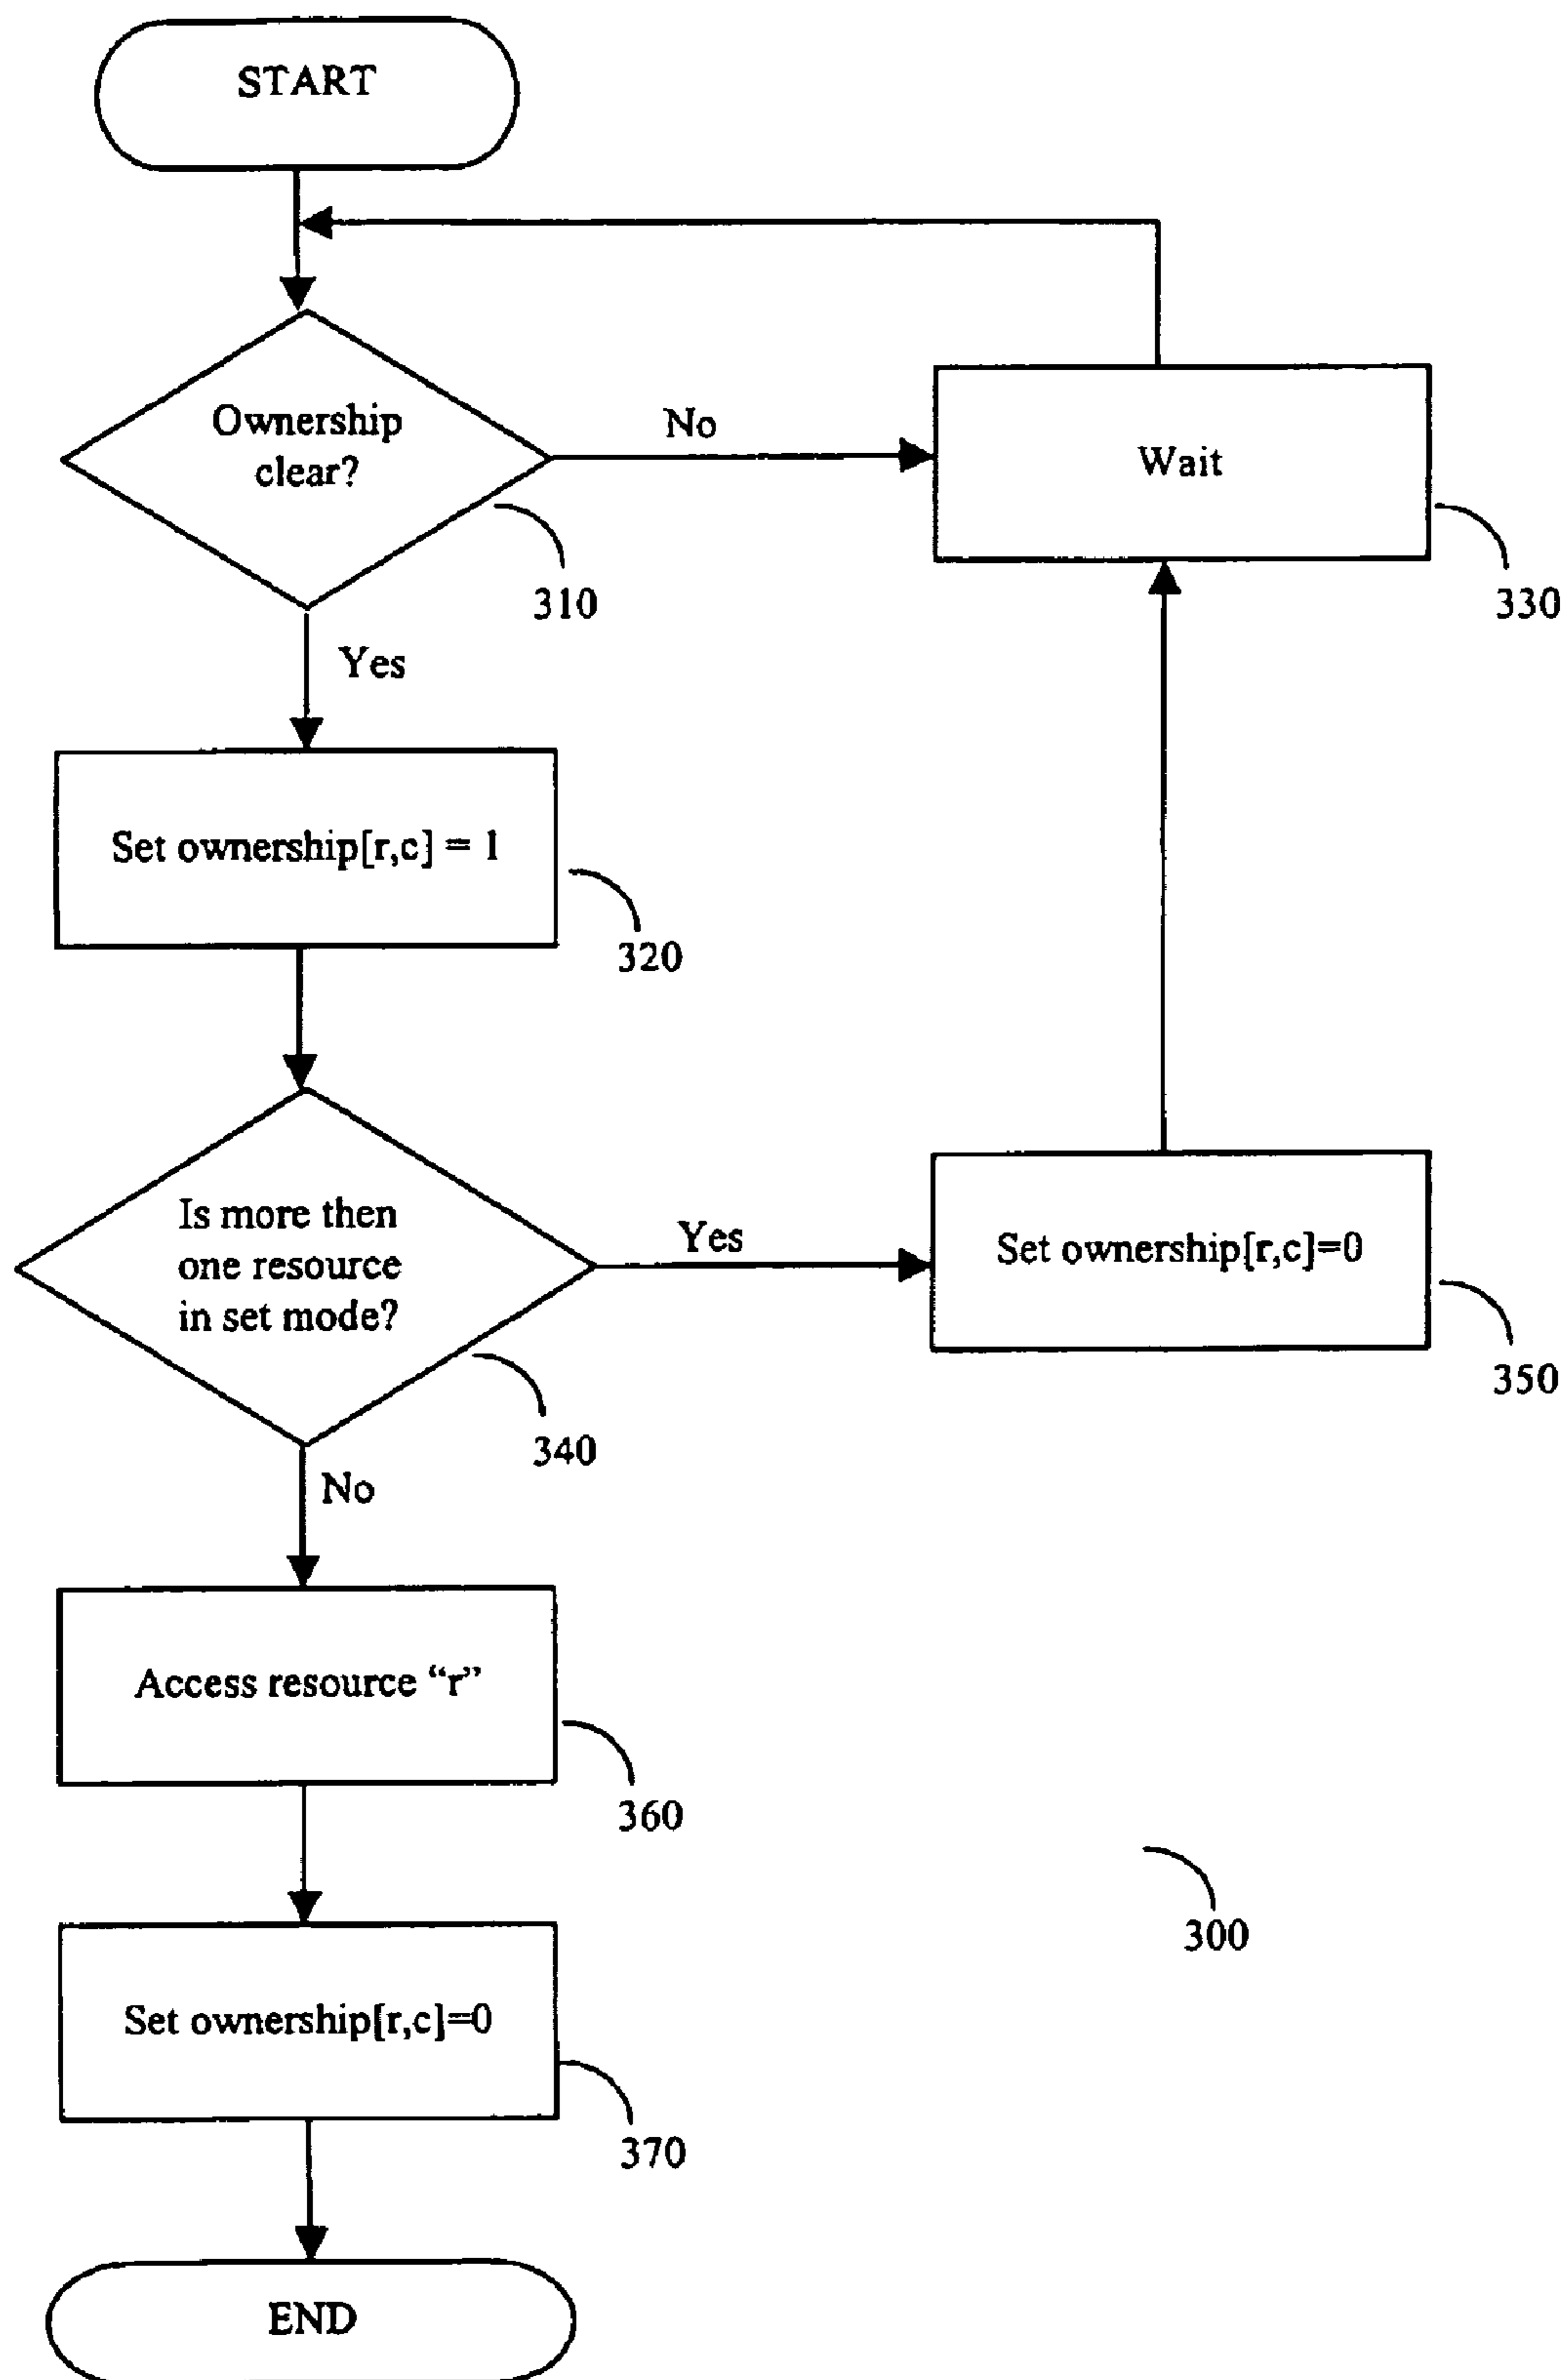 START
Ownership
clear?
No
Wait
310
330
Yes
Set ownership[r,c] = 1
320
Is more then
one resource
in set mode?
Yes
Set ownership[r,c]=0
340
350
No
Access resource “r”
360
300
Set ownership[r,c]=0
370
END